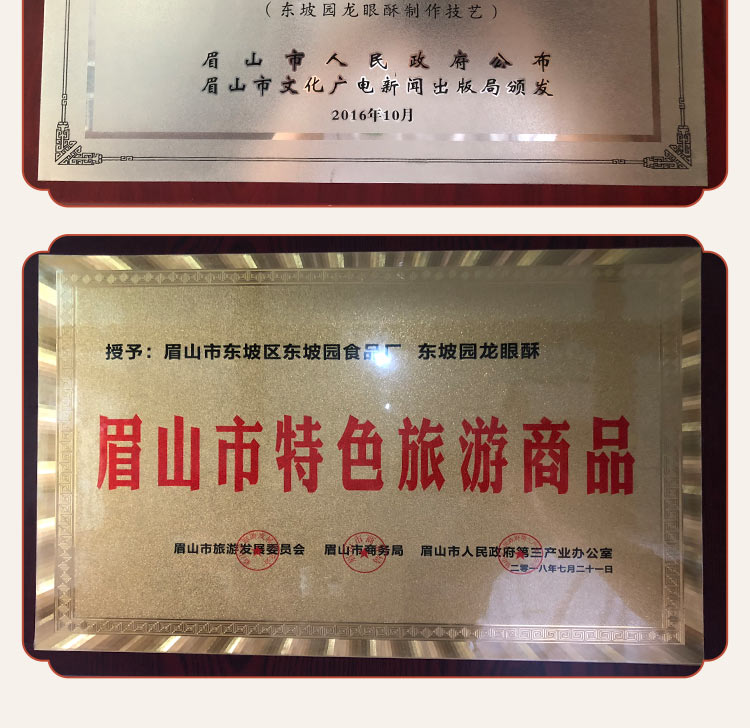 （东坡园龙眼酥制作技艺）
眉山市人民政府公布
眉山市文化广电新闻出版局颁发
2016年10月
授予：眉山市东坡区东坡园食品厂 东坡园龙眼酥
眉山市特色旅游商品
眉山市旅游发展委员会 眉山市商务局 眉山市人民政府第三产业办公室
二零一八年七月二十一日